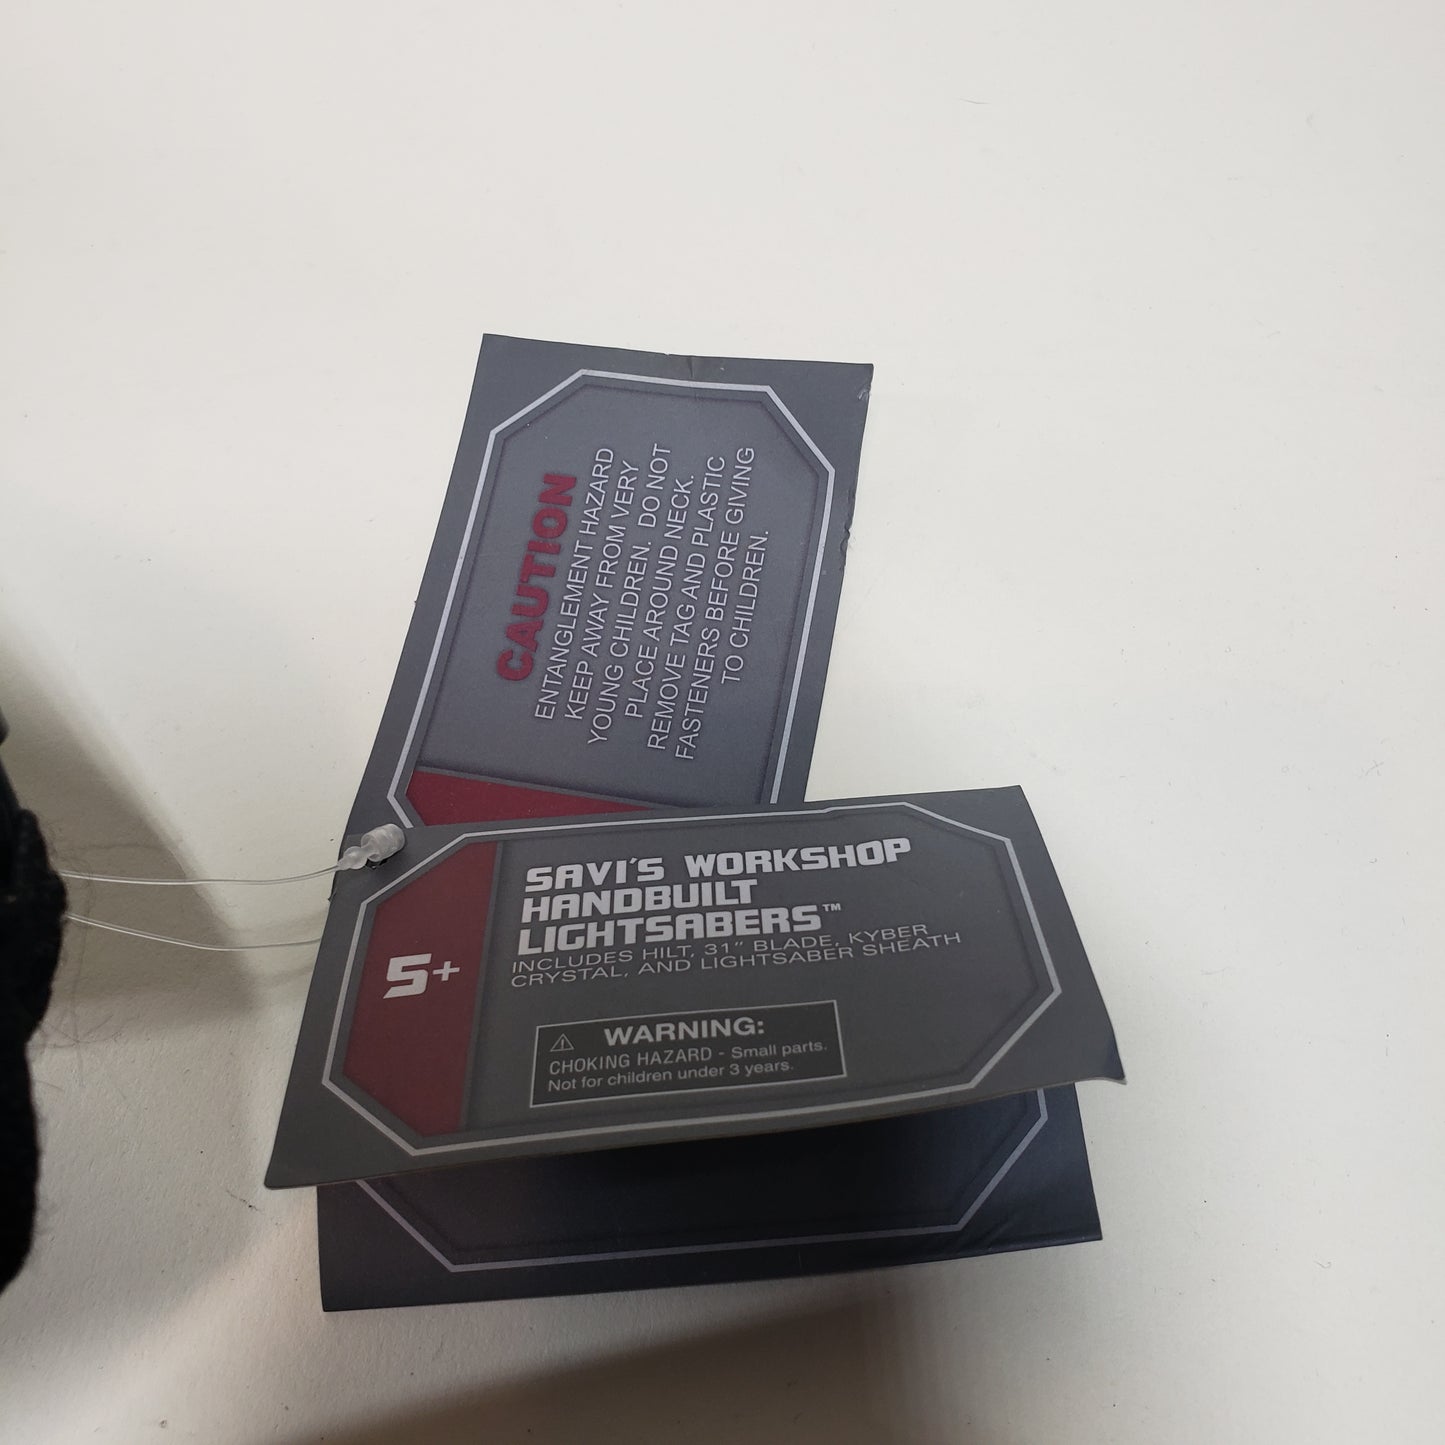 CAUTION
ENTANGLEMENT HAZARD
KEEP AWAY FROM VERY
YOUNG CHILDREN. DO NOT
PLACE AROUND NECK.
REMOVE TAG AND PLASTIC
FASTENERS BEFORE GIVING
TO CHILDREN.
5+
SAVI'S WORKSHOP
HANDBUILT
LIGHTSABERS™
INCLUDES HILT, 31" BLADE, KYBER
CRYSTAL, AND LIGHTSABER SHEATH
⚠ WARNING:
CHOKING HAZARD - Small parts.
Not for children under 3 years.